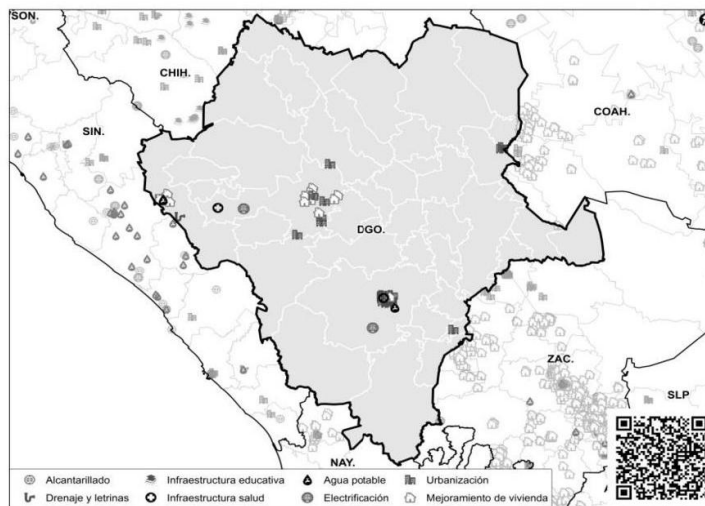 SON.
CHIH.
COAH.
SIN.
DGO.
ZAC.
SLP
NAY.
Alcantarillado
Infraestructura educativa
Agua potable
Urbanización
Drenaje y letrinas
Infraestructura salud
Electrificación
Mejoramiento de vivienda